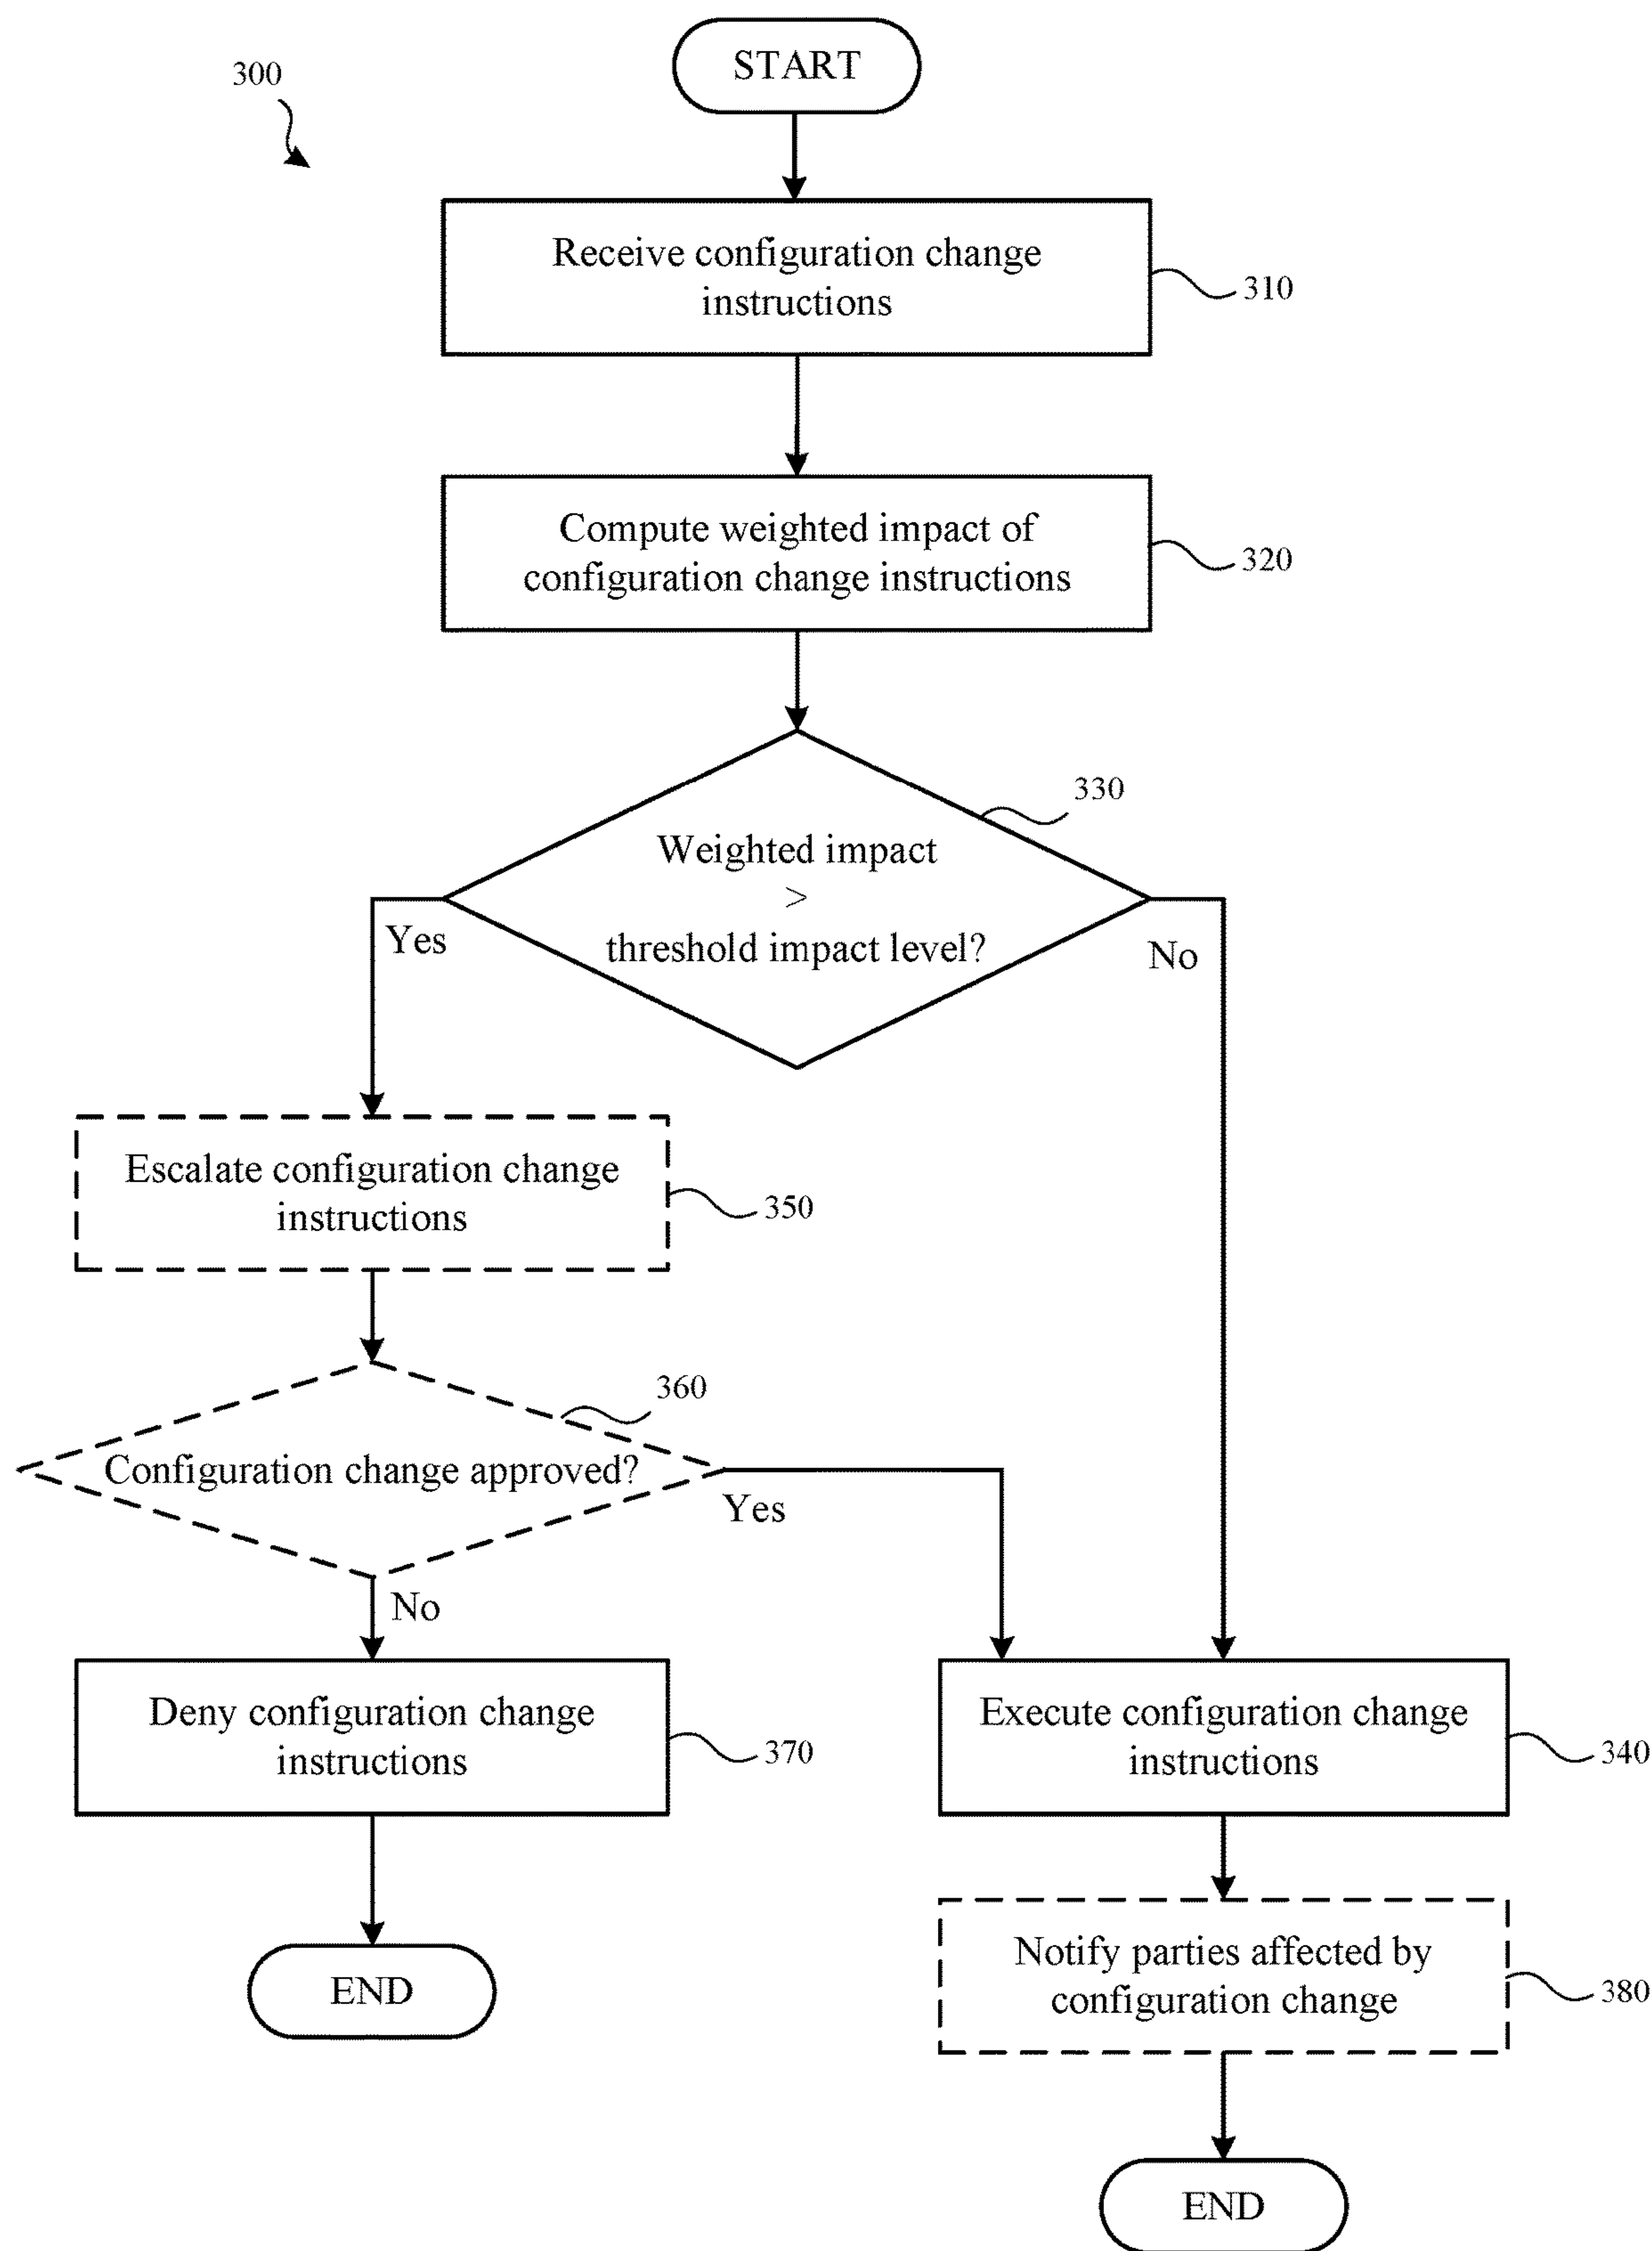 START
300
Receive configuration change
instructions
310
Compute weighted impact of
configuration change instructions
320
330
Weighted impact
>
threshold impact level?
Yes
No
Escalate configuration change
instructions
350
360
Configuration change approved?
Yes
No
Deny configuration change
instructions
370
Execute configuration change
instructions
340
Notify parties affected by
configuration change
380
END
END